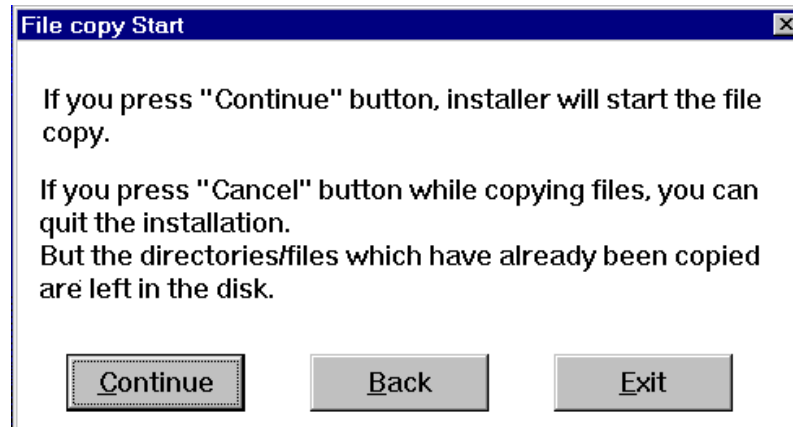 File copy Start
If you press "Continue" button, installer will start the file
copy.
If you press "Cancel" button while copying files, you can
quit the installation.
But the directories/files which have already been copied
are left in the disk.
Continue Back Exit